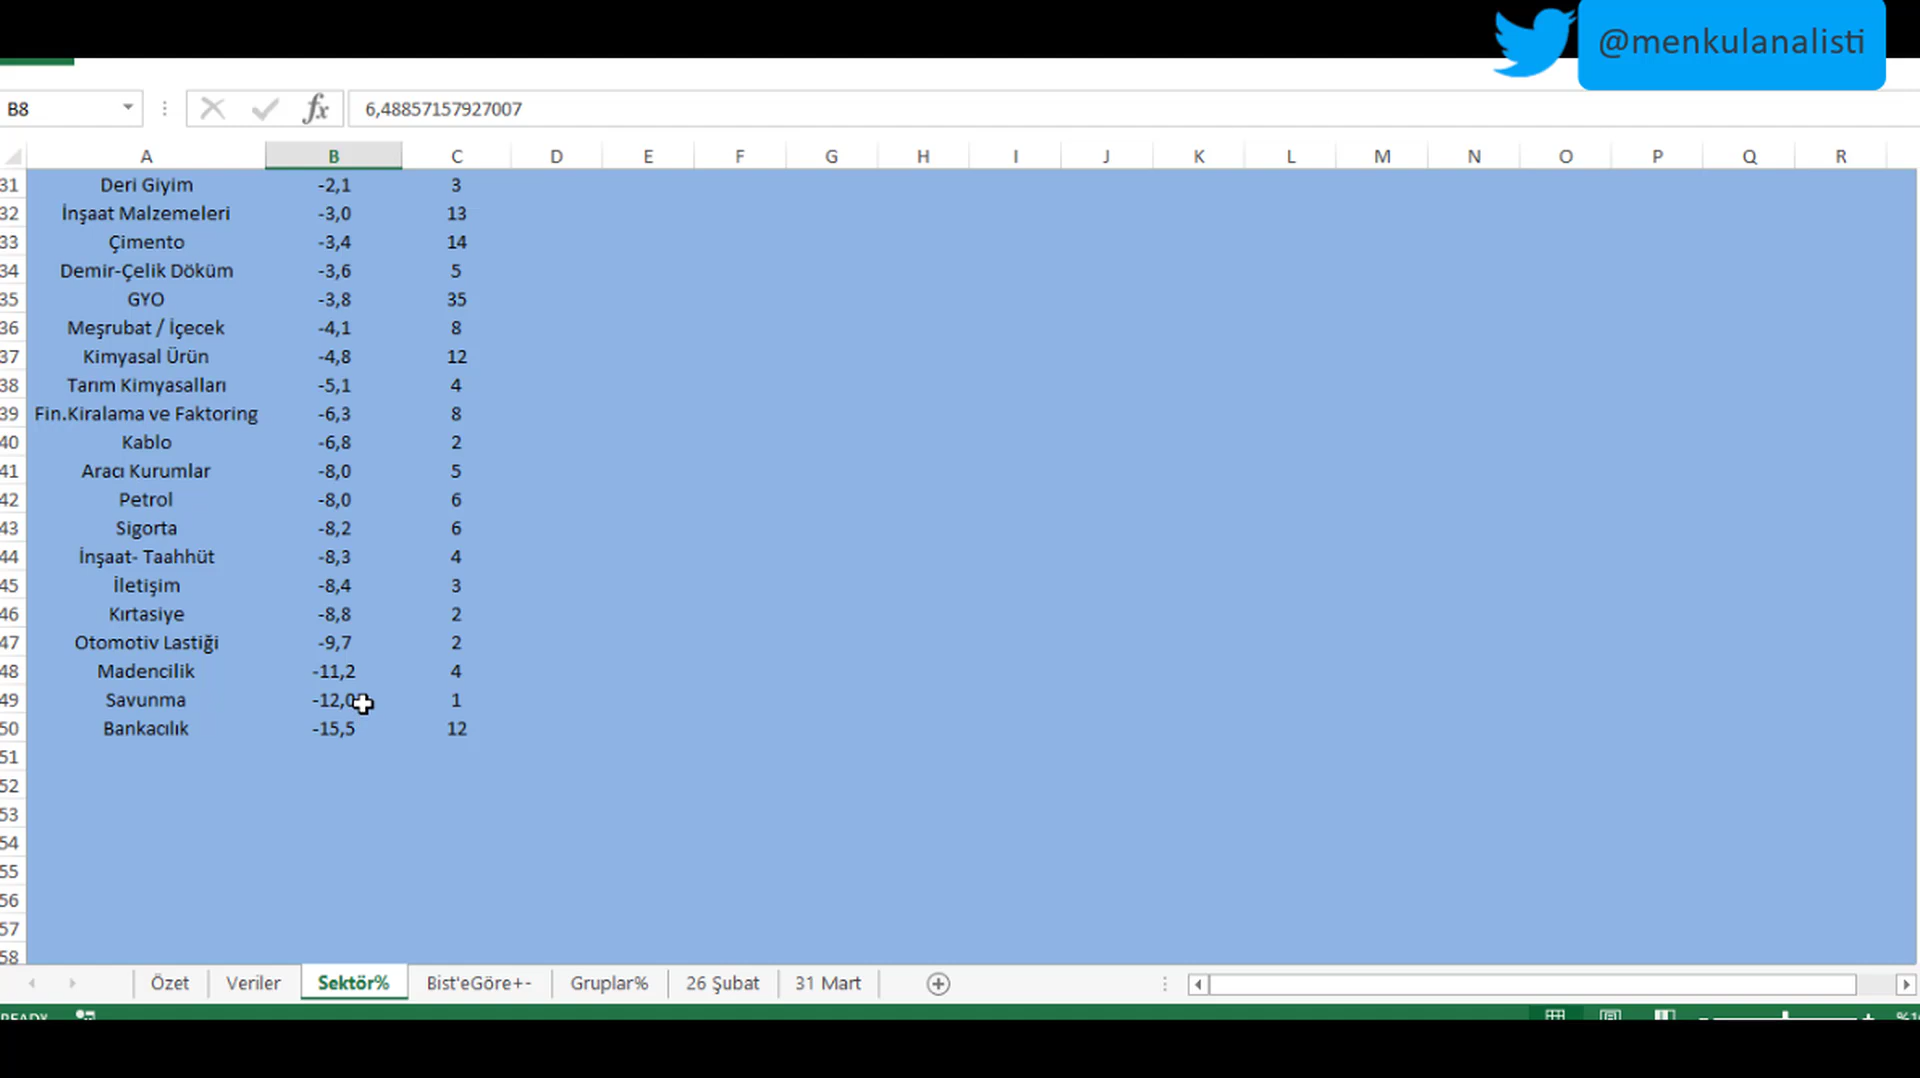 @menkulanalisti
B8 fx 6,48857157927007
A B C D E F G H I J K L M N O P Q R
31 Deri Giyim -2,1 3
32 İnşaat Malzemeleri -3,0 13
33 Çimento -3,4 14
34 Demir-Çelik Döküm -3,6 5
35 GYO -3,8 35
36 Meşrubat / İçecek -4,1 8
37 Kimyasal Ürün -4,8 12
38 Tarım Kimyasalları -5,1 4
39 Fin.Kiralama ve Faktoring -6,3 8
40 Kablo -6,8 2
41 Aracı Kurumlar -8,0 5
42 Petrol -8,0 6
43 Sigorta -8,2 6
44 İnşaat- Taahhüt -8,3 4
45 İletişim -8,4 3
46 Kırtasiye -8,8 2
47 Otomotiv Lastiği -9,7 2
48 Madencilik -11,2 4
49 Savunma -12,0 1
50 Bankacılık -15,5 12
51
52
53
54
55
56
57
58
Özet Veriler Sektör% Bist'eGöre+- Gruplar% 26 Şubat 31 Mart
READY